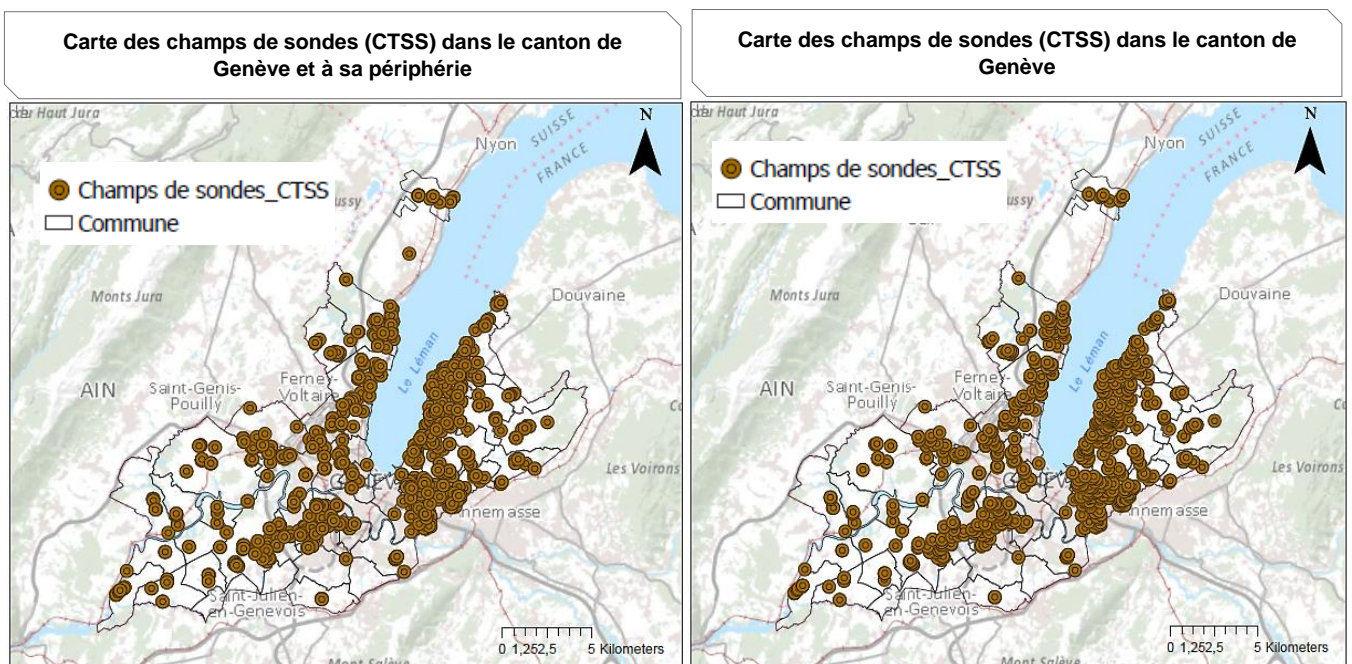 Carte des champs de sondes (CTSS) dans le canton de
Genève et à sa périphérie
Haut Jura
Nyon
SUISSE
FRANCE
N
Champs de sondes_CTSS
Commune
ussy
Monts Jura
Douvaine
Le Léman
AIN
Saint-Genis-
Pouilly
Ferney-
Voltaire
Les Voirons
GENEV
nnemasse
Saint-Julien-
en-Genevois
Mont Salève
0 1,252,5 5 Kilometers
Carte des champs de sondes (CTSS) dans le canton de
Genève
Haut Jura
Nyon
SUISSE
FRANCE
N
Champs de sondes_CTSS
Commune
ussy
Monts Jura
Douvaine
Le Léman
AIN
Saint-Genis-
Pouilly
Ferney-
Voltaire
Les Voirons
GENEV
nnemasse
Saint-Julien-
en-Genevois
Mont Salève
0 1,252,5 5 Kilometers